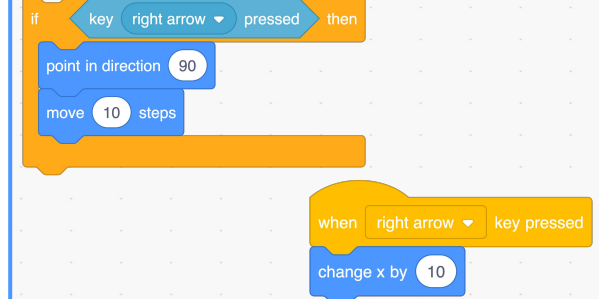 if key right arrow pressed then
point in direction 90
move 10 steps
when right arrow key pressed
change x by 10